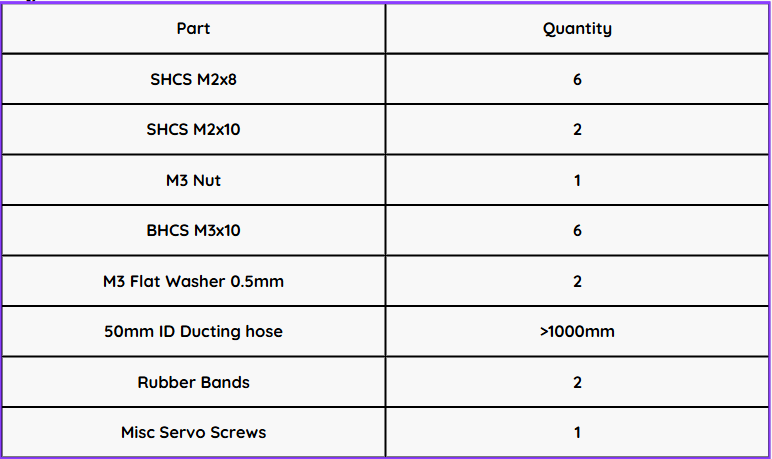 Part Quantity
SHCS M2x8 6
SHCS M2x10 2
M3 Nut 1
BHCS M3x10 6
M3 Flat Washer 0.5mm 2
50mm ID Ducting hose >1000mm
Rubber Bands 2
Misc Servo Screws 1